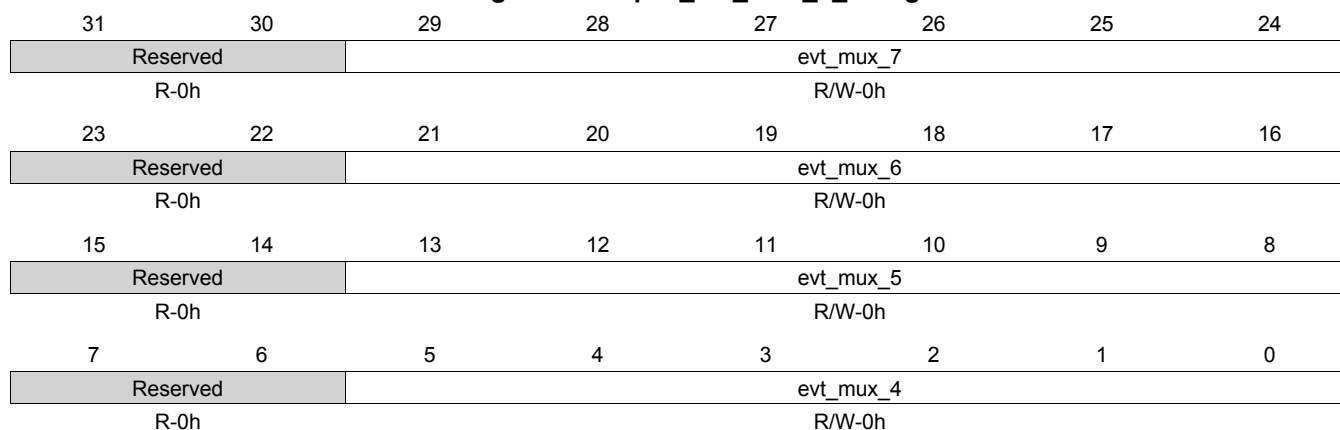 31 30 29 28 27 26 25 24
Reserved evt_mux_7
R-0h R/W-0h
23 22 21 20 19 18 17 16
Reserved evt_mux_6
R-0h R/W-0h
15 14 13 12 11 10 9 8
Reserved evt_mux_5
R-0h R/W-0h
7 6 5 4 3 2 1 0
Reserved evt_mux_4
R-0h R/W-0h